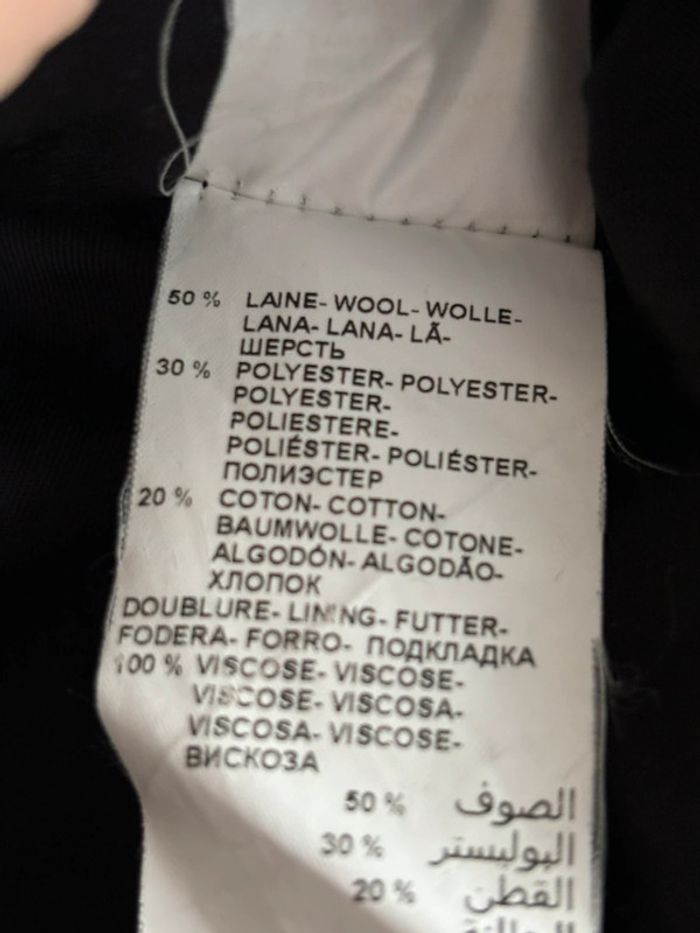 50 % LAINE- WOOL- WOLLE-
LANA- LANA- LÃ-
ШЕРСТЬ
30 % POLYESTER- POLYESTER-
POLYESTER-
POLIESTERE-
POLIÉSTER- POLIÉSTER-
ПОЛИЭСТЕР
20 % COTON- COTTON-
BAUMWOLLE- COTONE-
ALGODÓN- ALGODÃO-
ХЛОПОК
DOUBLURE- LINING- FUTTER-
FODERA- FORRO- ПОДКЛАДКА
100 % VISCOSE- VISCOSE-
VISCOSE- VISCOSA-
VISCOSA- VISCOSE-
ВИСКОЗА
50 % الصوف
30 % البوليستر
20 % القطن